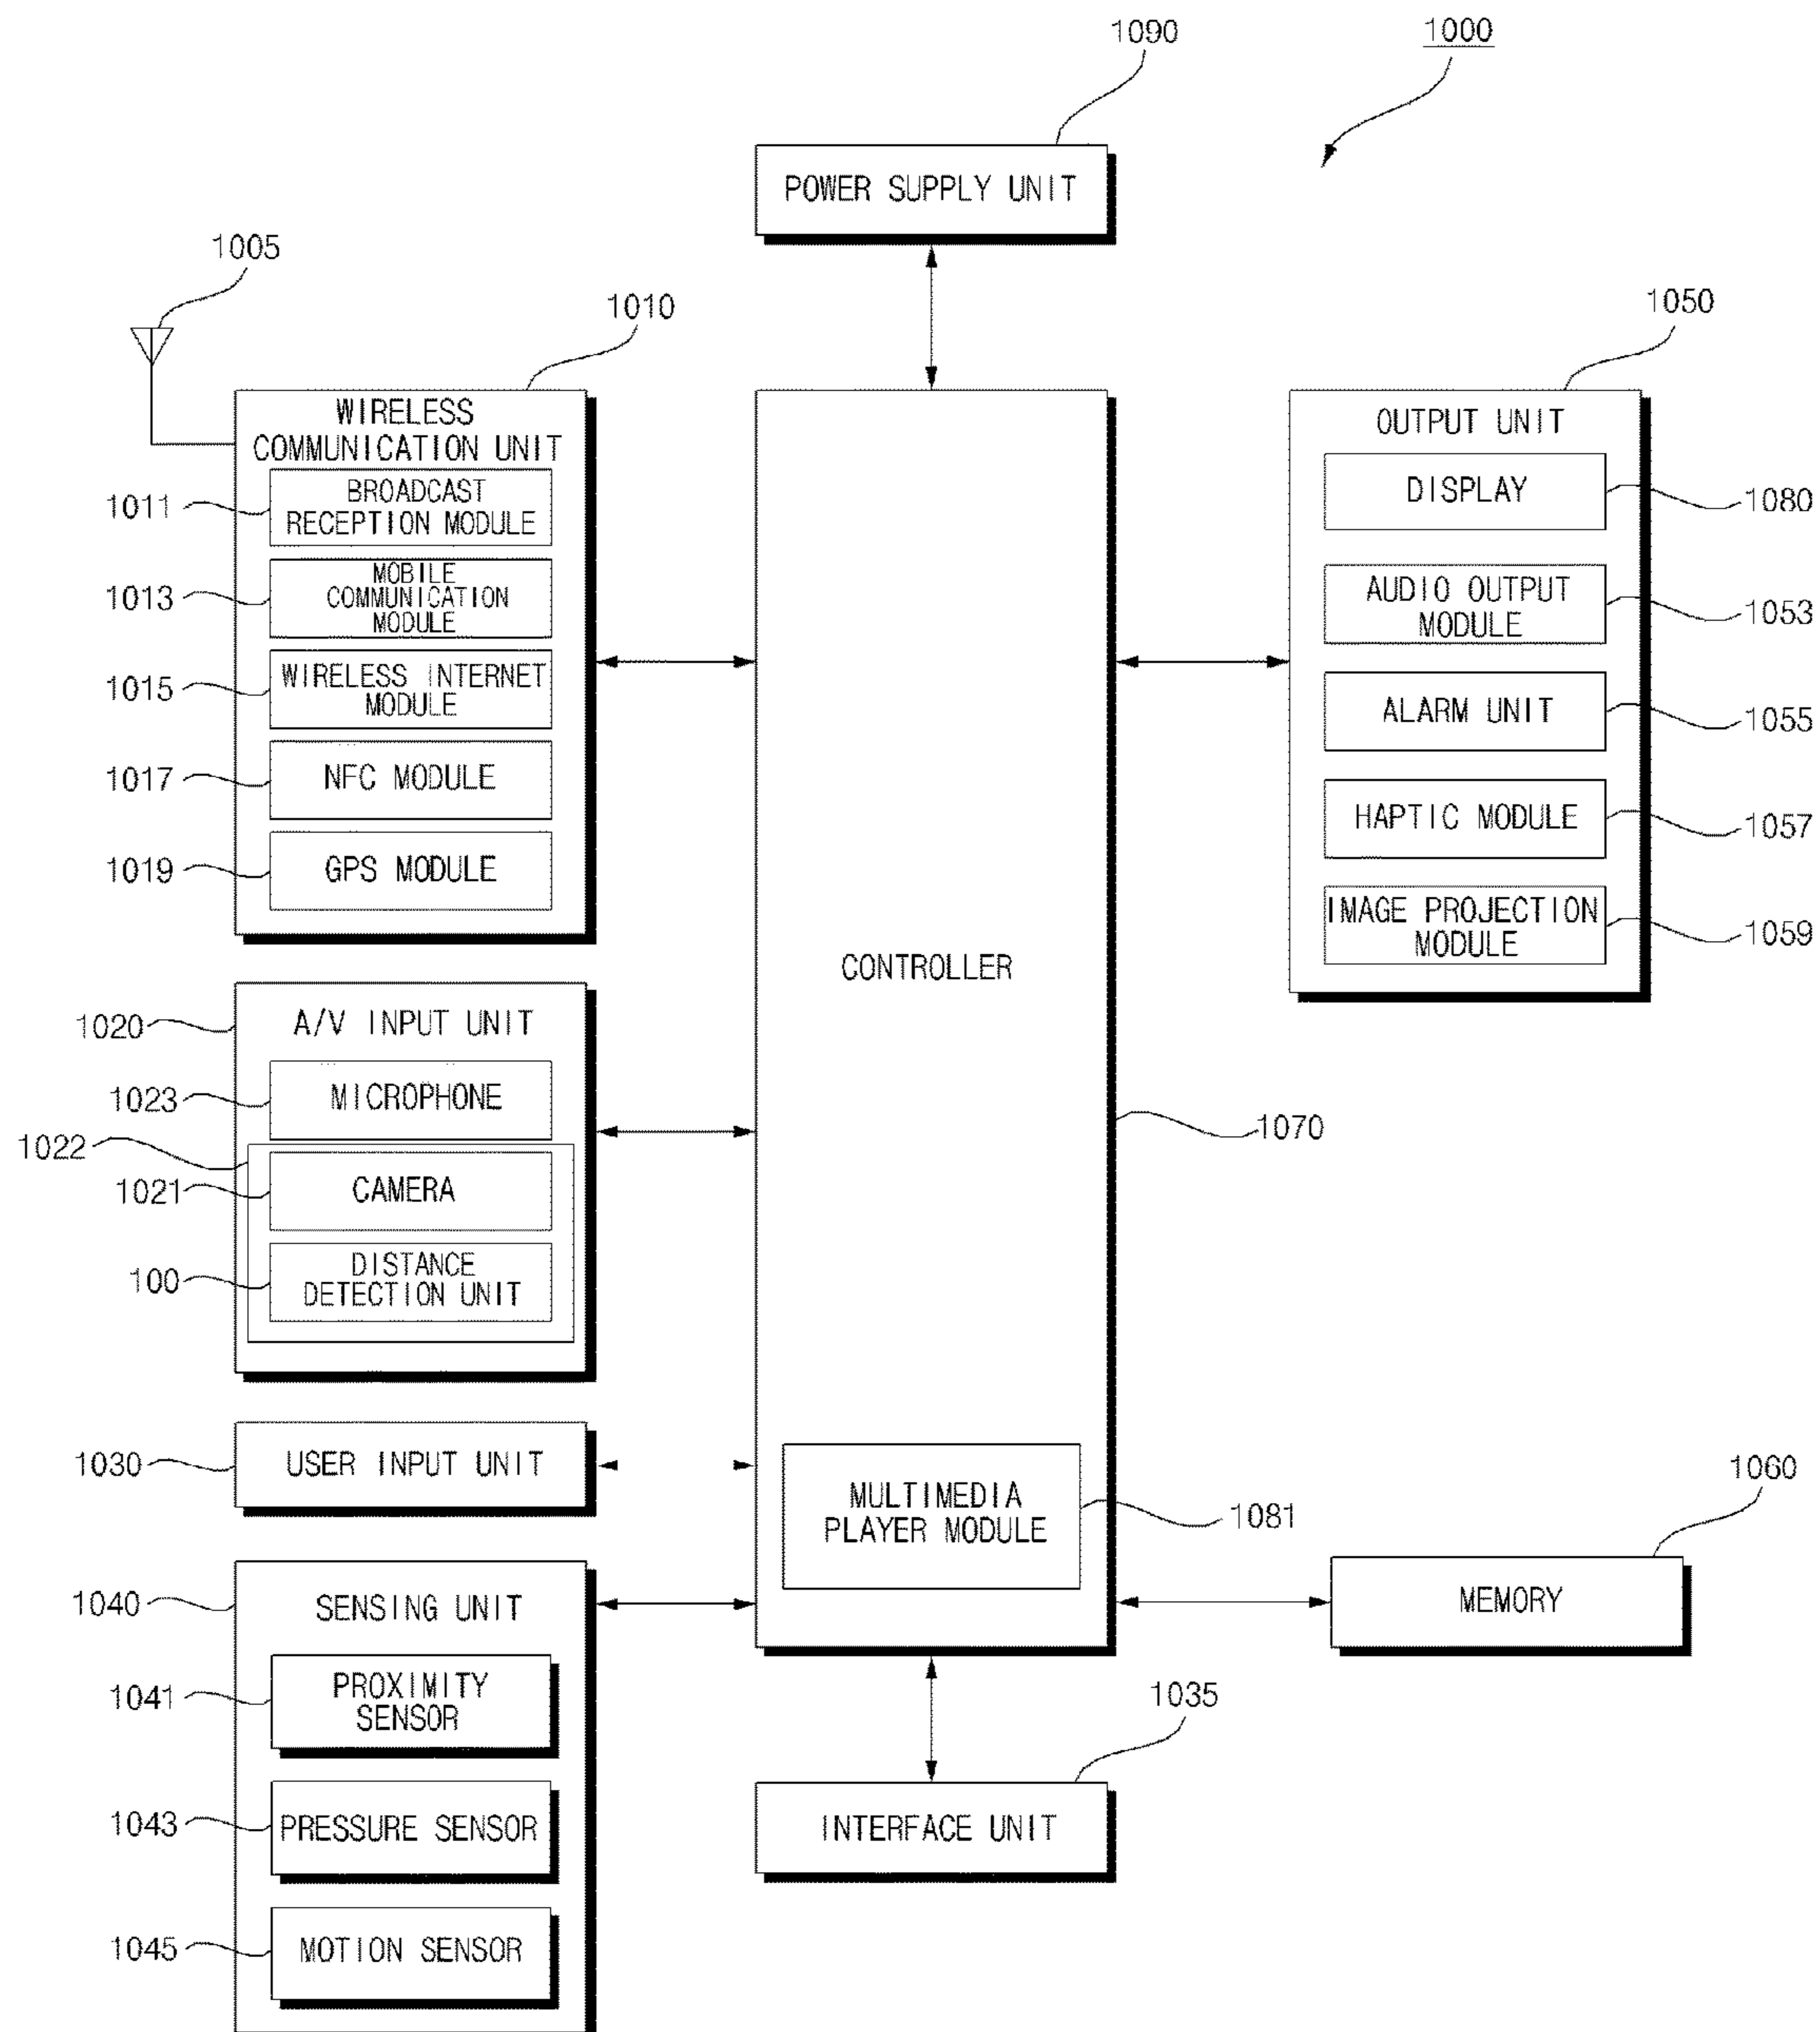 1090
1000
POWER SUPPLY UNIT
1005
1010
1050
WIRELESS
COMMUNICATION UNIT
1011
BROADCAST
RECEPTION MODULE
1013
MOBILE
COMMUNICATION
MODULE
1015
WIRELESS INTERNET
MODULE
1017
NFC MODULE
1019
GPS MODULE
OUTPUT UNIT
DISPLAY
1080
AUDIO OUTPUT
MODULE
1053
ALARM UNIT
1055
HAPTIC MODULE
1057
IMAGE PROJECTION
MODULE
1059
CONTROLLER
1070
1020
A/V INPUT UNIT
1023
MICROPHONE
1022
1021
CAMERA
100
DISTANCE
DETECTION UNIT
1030
USER INPUT UNIT
MULTIMEDIA
PLAYER MODULE
1081
1060
MEMORY
1040
SENSING UNIT
1041
PROXIMITY
SENSOR
1043
PRESSURE SENSOR
1045
MOTION SENSOR
1035
INTERFACE UNIT